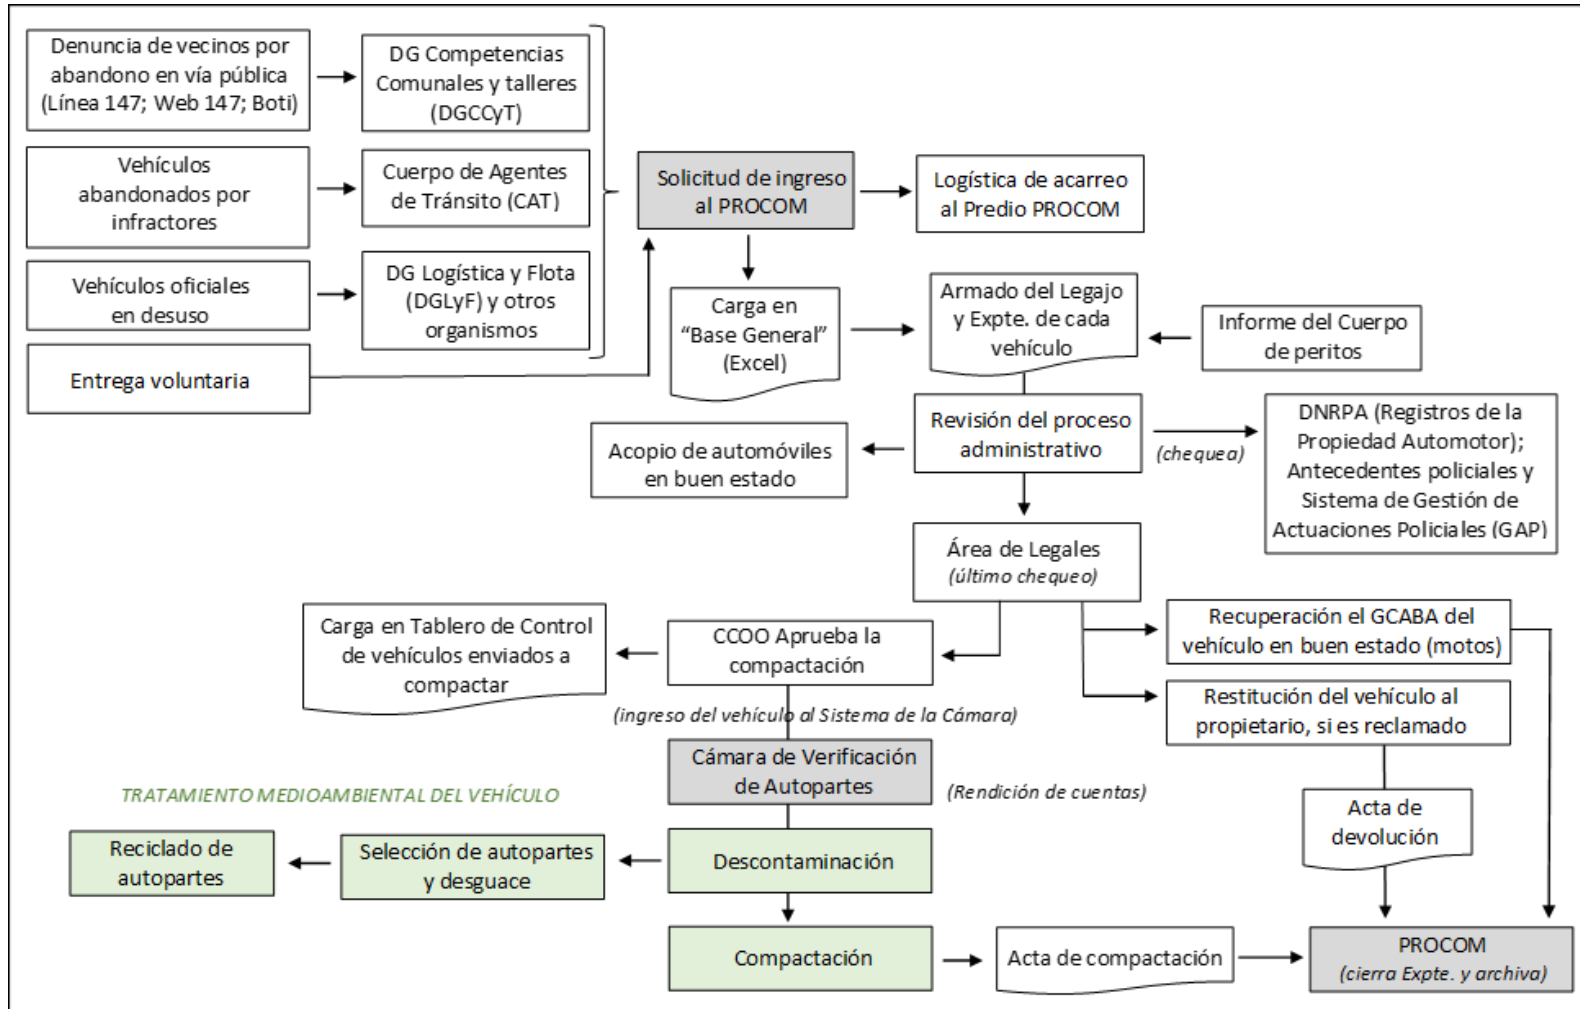 Denuncia de vecinos por
abandono en vía pública
(Línea 147; Web 147; Boti)
DG Competencias
Comunales y talleres
(DGCCyT)
Vehículos
abandonados por
infractores
Cuerpo de Agentes
de Tránsito (CAT)
Solicitud de ingreso
al PROCOM
Logística de acarreo
al Predio PROCOM
Vehículos oficiales
en desuso
DG Logística y Flota
(DGLyF) y otros
organismos
Entrega voluntaria
Carga en
“Base General”
(Excel)
Armado del Legajo
y Expte. de cada
vehículo
Informe del Cuerpo
de peritos
Acopio de automóviles
en buen estado
Revisión del proceso
administrativo
(chequea)
DNRPA (Registros de la
Propiedad Automotor);
Antecedentes policiales y
Sistema de Gestión de
Actuaciones Policiales (GAP)
Área de Legales
(último chequeo)
Carga en Tablero de Control
de vehículos enviados a
compactar
CCOO Aprueba la
compactación
Recuperación el GCABA del
vehículo en buen estado (motos)
Restitución del vehículo al
propietario, si es reclamado
(ingreso del vehículo al Sistema de la Cámara)
Cámara de Verificación
de Autopartes
(Rendición de cuentas)
Acta de
devolución
TRATAMIENTO MEDIOAMBIENTAL DEL VEHÍCULO
Reciclado de
autopartes
Selección de autopartes
y desguace
Descontaminación
Compactación
Acta de compactación
PROCOM
(cierra Expte. y archiva)